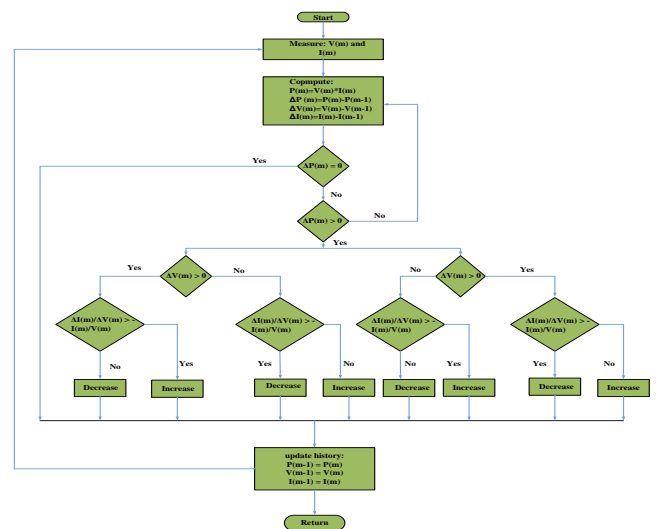 Start
Measure: V(m) and
I(m)
Copmpute:
P(m)=V(m)*I(m)
ΔP (m)=P(m)-P(m-1)
ΔV(m)=V(m)-V(m-1)
ΔI(m)=I(m)-I(m-1)
Yes
ΔP(m) = 0
No
ΔP(m) > 0
No
Yes
Yes
ΔV(m) > 0
No
No
ΔV(m) > 0
Yes
ΔI(m)/ΔV(m) > -
I(m)/V(m)
ΔI(m)/ΔV(m) > -
I(m)/V(m)
ΔI(m)/ΔV(m) > -
I(m)/V(m)
ΔI(m)/ΔV(m) > -
I(m)/V(m)
No
Yes
Yes
No
No
Yes
Yes
No
Decrease
Increase
Decrease
Increase
Decrease
Increase
Decrease
Increase
update history:
P(m-1) = P(m)
V(m-1) = V(m)
I(m-1) = I(m)
Return